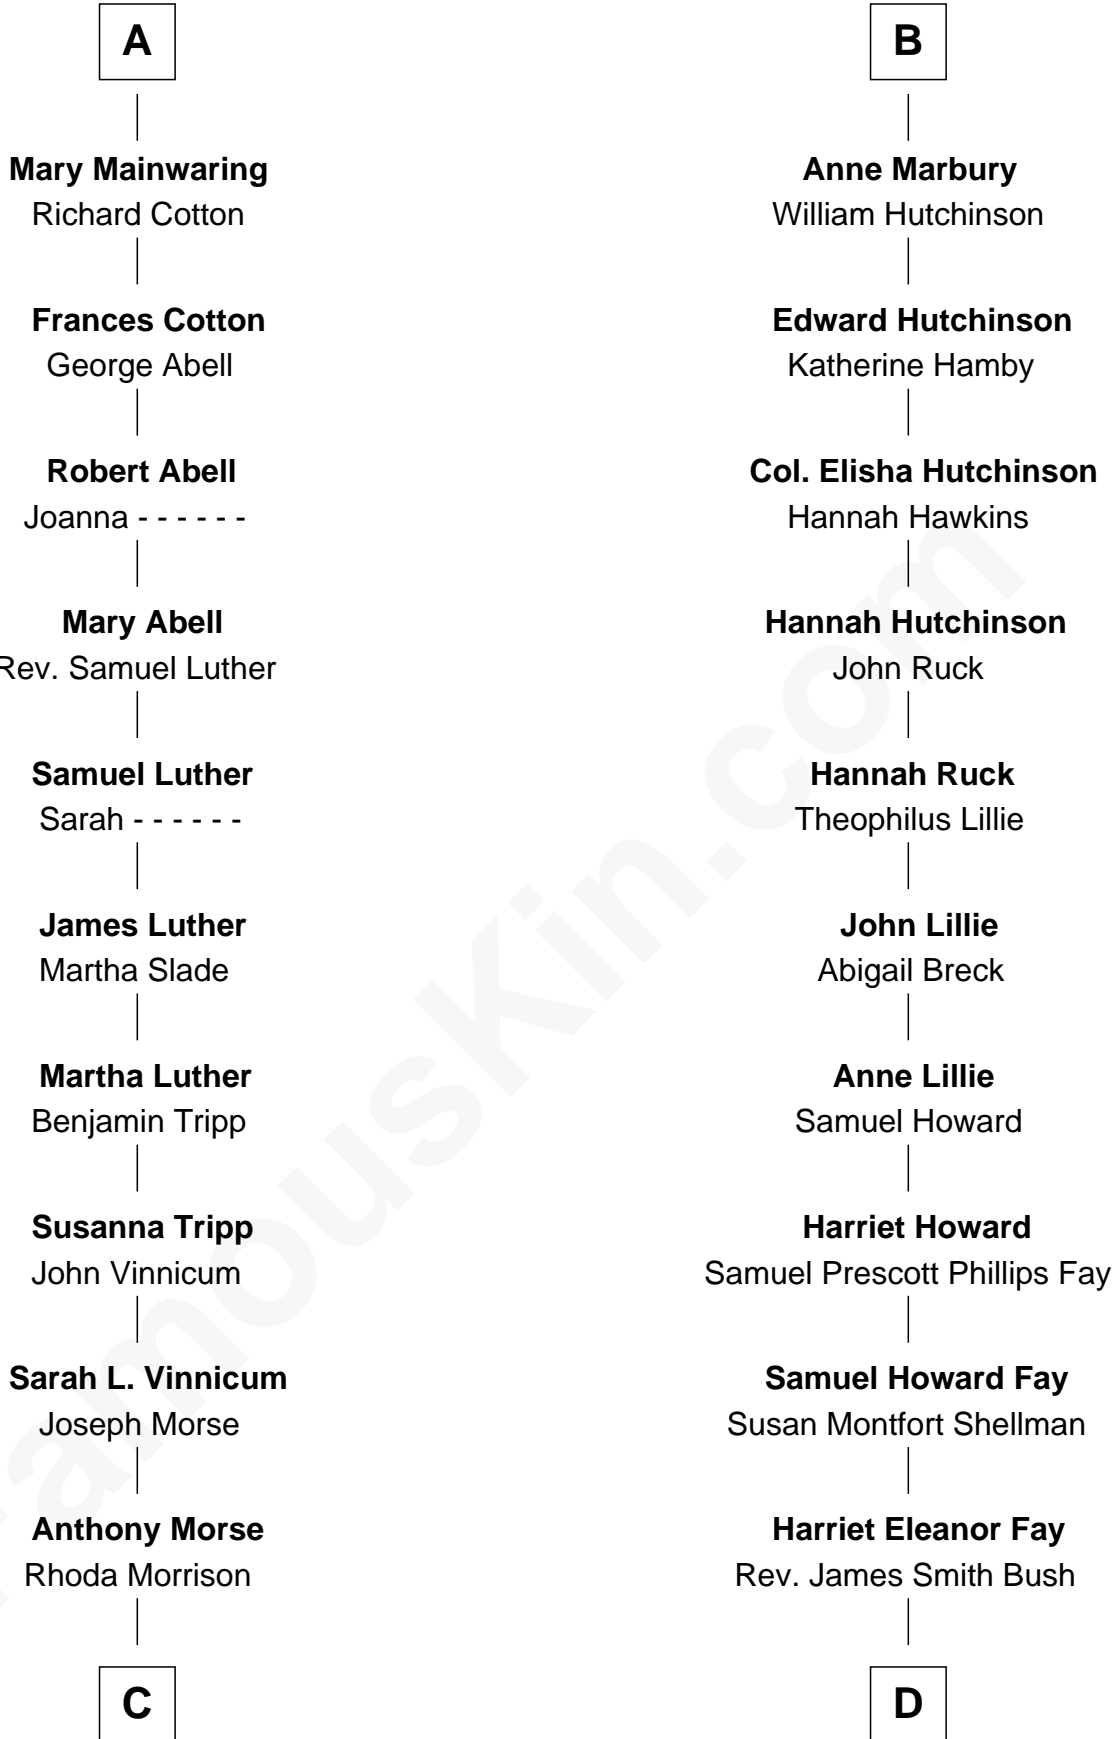 A
Mary Mainwaring
Richard Cotton
Frances Cotton
George Abell
Robert Abell
Joanna - - - - - -
Mary Abell
Rev. Samuel Luther
Samuel Luther
Sarah - - - - - -
James Luther
Martha Slade
Martha Luther
Benjamin Tripp
Susanna Tripp
John Vinnicum
Sarah L. Vinnicum
Joseph Morse
Anthony Morse
Rhoda Morrison
C
B
Anne Marbury
William Hutchinson
Edward Hutchinson
Katherine Hamby
Col. Elisha Hutchinson
Hannah Hawkins
Hannah Hutchinson
John Ruck
Hannah Ruck
Theophilus Lillie
John Lillie
Abigail Breck
Anne Lillie
Samuel Howard
Harriet Howard
Samuel Prescott Phillips Fay
Samuel Howard Fay
Susan Montfort Shellman
Harriet Eleanor Fay
Rev. James Smith Bush
D
FamousKin.com